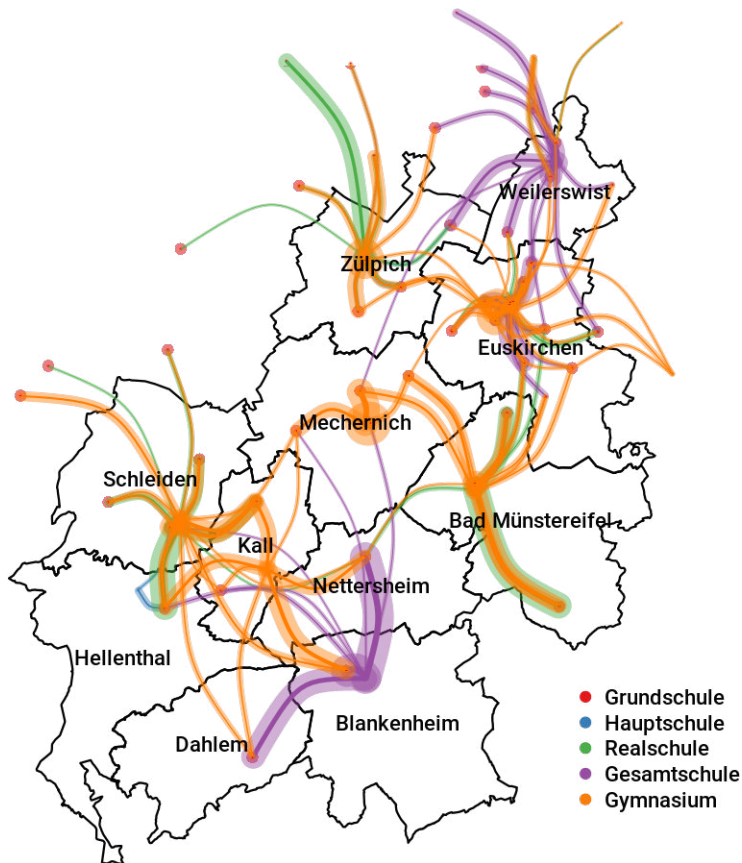 Weilerswist
Zülpich
Euskirchen
Mechernich
Schleiden
Bad Münstereifel
Kall
Nettersheim
Hellenthal
Blankenheim
Dahlem
Grundschule
Hauptschule
Realschule
Gesamtschule
Gymnasium